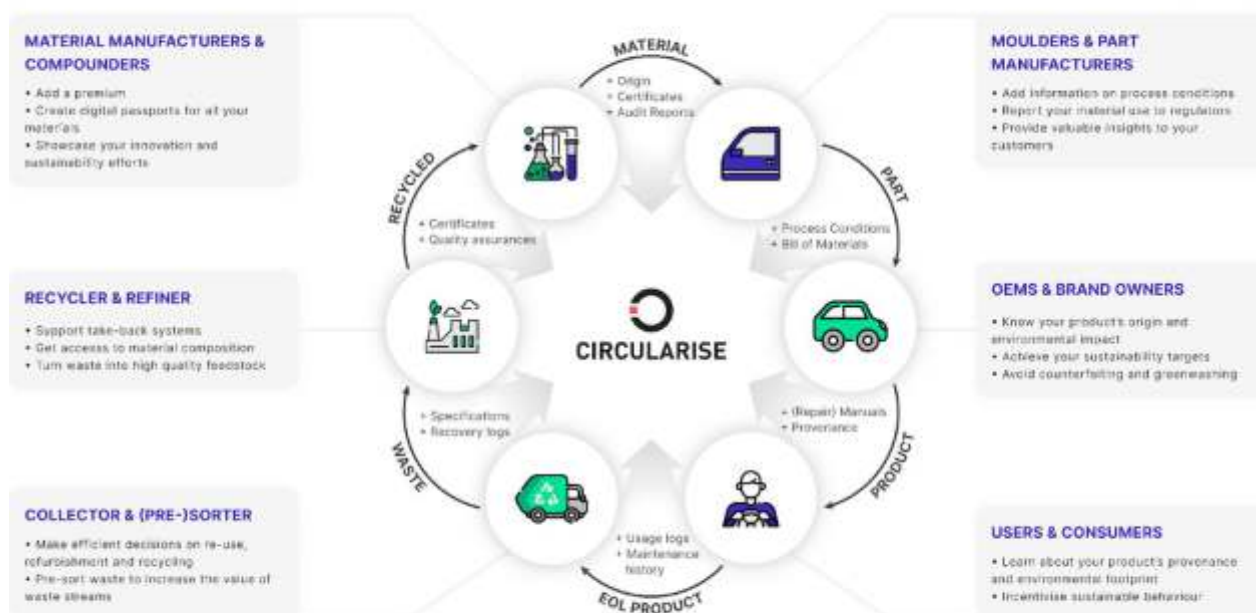 MATERIAL MANUFACTURERS &
COMPOUNDERS
• Add a premium
• Create digital passports for all your
materials
• Showcase your innovation and
sustainability efforts
MATERIAL
+ Origin
+ Certificates
+ Audit Reports
MOULDERS & PART
MANUFACTURERS
• Add information on process conditions
• Report your material use to regulators
• Provide valuable insights to your
customers
RECYCLED
+ Certificates
+ Quality assurances
PART
+ Process Conditions
+ Bill of Materials
RECYCLER & REFINER
• Support take-back systems
• Get accesss to material composition
• Turn waste into high quality feedstock
CIRCULARISE
OEMS & BRAND OWNERS
• Know your product's origin and
environmental impact
• Achieve your sustainability targets
• Avoid counterfeiting and greenwashing
+ Specifications
+ Recovery logs
WASTE
+ (Repair) Manuals
+ Provenance
PRODUCT
COLLECTOR & (PRE-)SORTER
• Make efficient decisions on re-use,
refurbishment and recycling
• Pre-sort waste to increase the value of
waste streams
+ Usage logs
+ Maintenance
history
EOL PRODUCT
USERS & CONSUMERS
• Learn about your product's provenance
and environmental footprint
• Incentivise sustainable behaviour